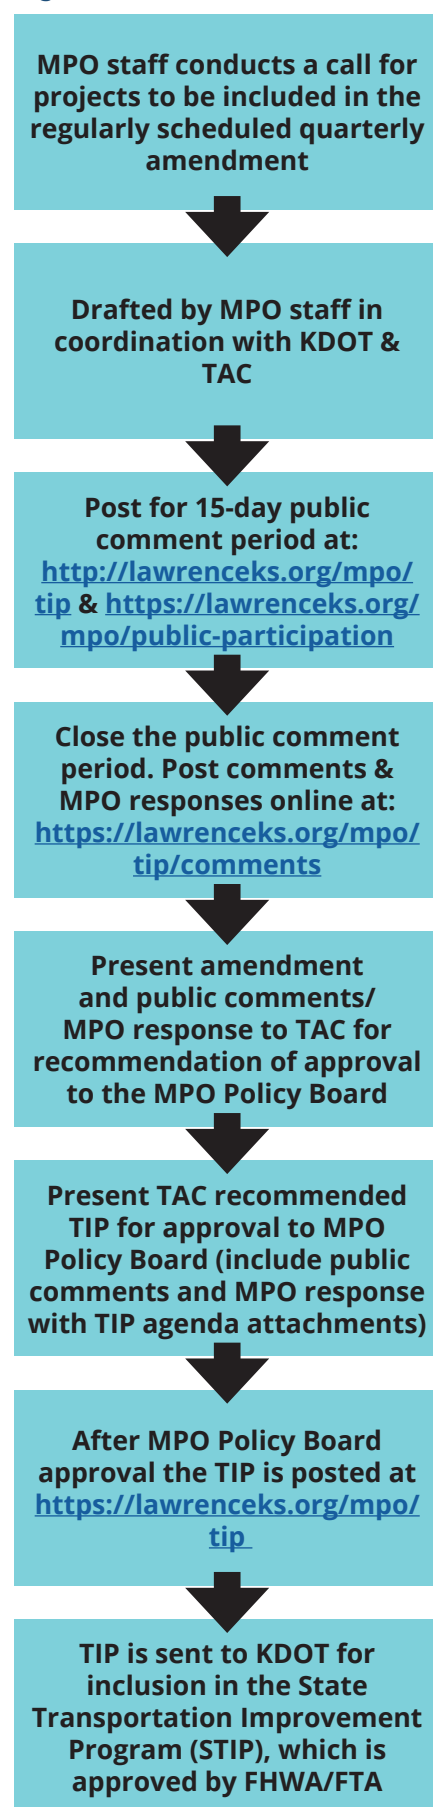 MPO staff conducts a call for
projects to be included in the
regularly scheduled quarterly
amendment
Drafted by MPO staff in
coordination with KDOT &
TAC
Post for 15-day public
comment period at:
http://lawrenceks.org/mpo/
tip & https://lawrenceks.org/
mpo/public-participation
Close the public comment
period. Post comments &
MPO responses online at:
https://lawrenceks.org/mpo/
tip/comments
Present amendment
and public comments/
MPO response to TAC for
recommendation of approval
to the MPO Policy Board
Present TAC recommended
TIP for approval to MPO
Policy Board (include public
comments and MPO response
with TIP agenda attachments)
After MPO Policy Board
approval the TIP is posted at
https://lawrenceks.org/mpo/
tip
TIP is sent to KDOT for
inclusion in the State
Transportation Improvement
Program (STIP), which is
approved by FHWA/FTA